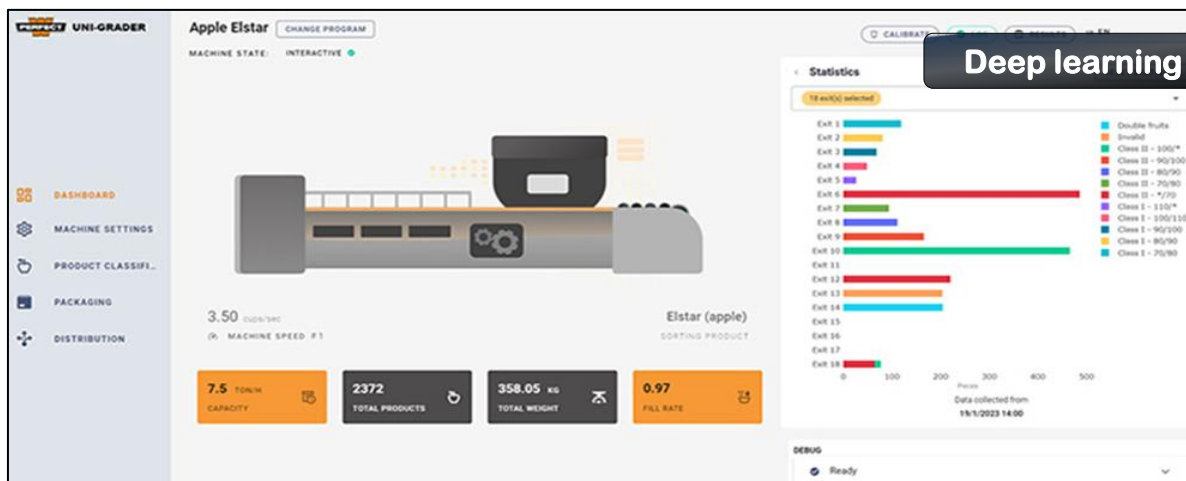 PERFECT UNI-GRADER
Apple Elstar CHANGE PROGRAM
MACHINE STATE: INTERACTIVE
CALIBRATE
EN
Deep learning
DASHBOARD
MACHINE SETTINGS
PRODUCT CLASSIFI...
PACKAGING
DISTRIBUTION
3.50 cups/sec
MACHINE SPEED #1
Elstar (apple)
SORTING PRODUCT
7.5 TON/H
CAPACITY
2372
TOTAL PRODUCTS
358.05 KG
TOTAL WEIGHT
0.97
FILL RATE
Statistics
18 exit(s) selected
Exit 1
Exit 2
Exit 3
Exit 4
Exit 5
Exit 6
Exit 7
Exit 8
Exit 9
Exit 10
Exit 11
Exit 12
Exit 13
Exit 14
Exit 15
Exit 16
Exit 17
Exit 18
0 100 200 300 400 500
Pieces
Data collected from
19/1/2023 14:00
Double fruits
Invalid
Class II - 100/*
Class II - 90/100
Class II - 80/90
Class II - 70/80
Class II - */70
Class I - 110/*
Class I - 100/110
Class I - 90/100
Class I - 80/90
Class I - 70/80
DEBUG
Ready